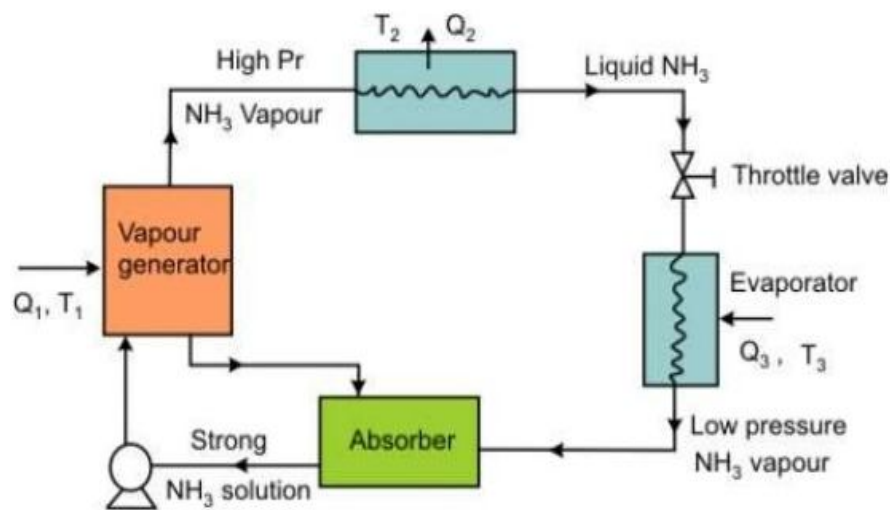 T₂ Q₂
High Pr
NH₃ Vapour
Liquid NH₃
Throttle valve
Vapour
generator
Q₁, T₁
Evaporator
Q₃ , T₃
Absorber
Low pressure
NH₃ vapour
Strong
NH₃ solution